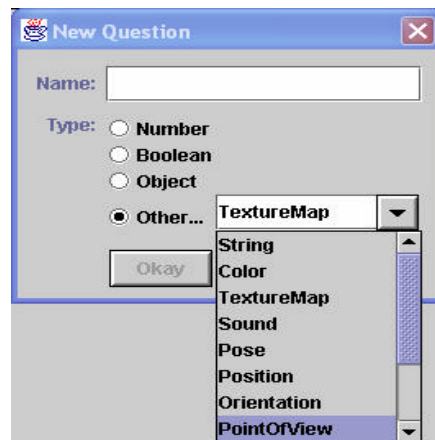 New Question
Name:
Type: Number
Boolean
Object
Other... TextureMap
Okay
String
Color
TextureMap
Sound
Pose
Position
Orientation
PointOfView